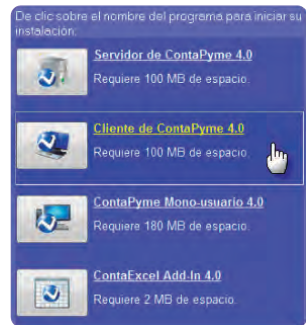 De clic sobre el nombre del programa para iniciar su
instalación:
Servidor de ContaPyme 4.0
Requiere 100 MB de espacio.
Cliente de ContaPyme 4.0
Requiere 100 MB de espacio.
ContaPyme Mono-usuario 4.0
Requiere 180 MB de espacio.
ContaExcel Add-In 4.0
Requiere 2 MB de espacio.